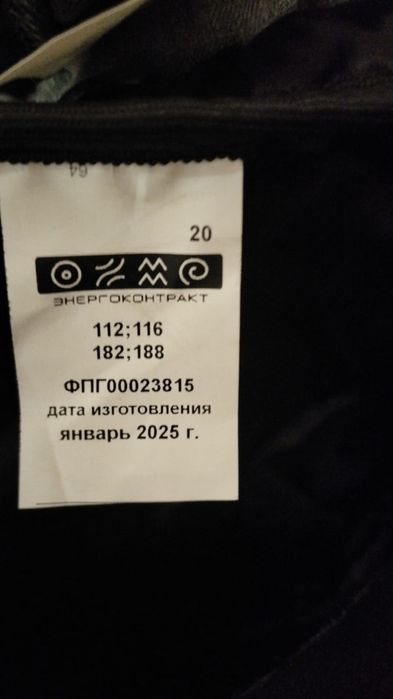 20
ЭНЕРГОКОНТРАКТ
112;116
182;188
ФПГ00023815
дата изготовления
январь 2025 г.